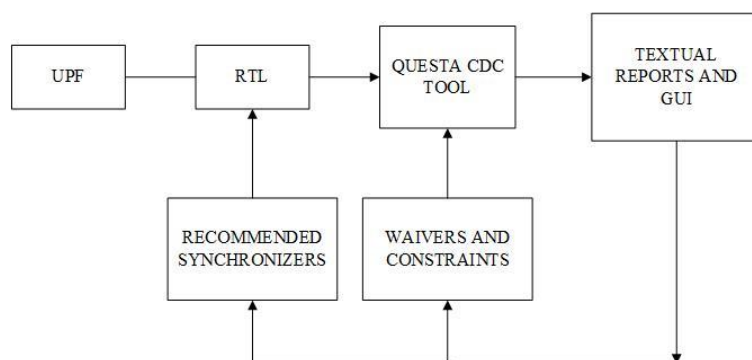 UPF
RTL
QUESTA CDC
TOOL
TEXTUAL
REPORTS AND
GUI
RECOMMENDED
SYNCHRONIZERS
WAIVERS AND
CONSTRAINTS